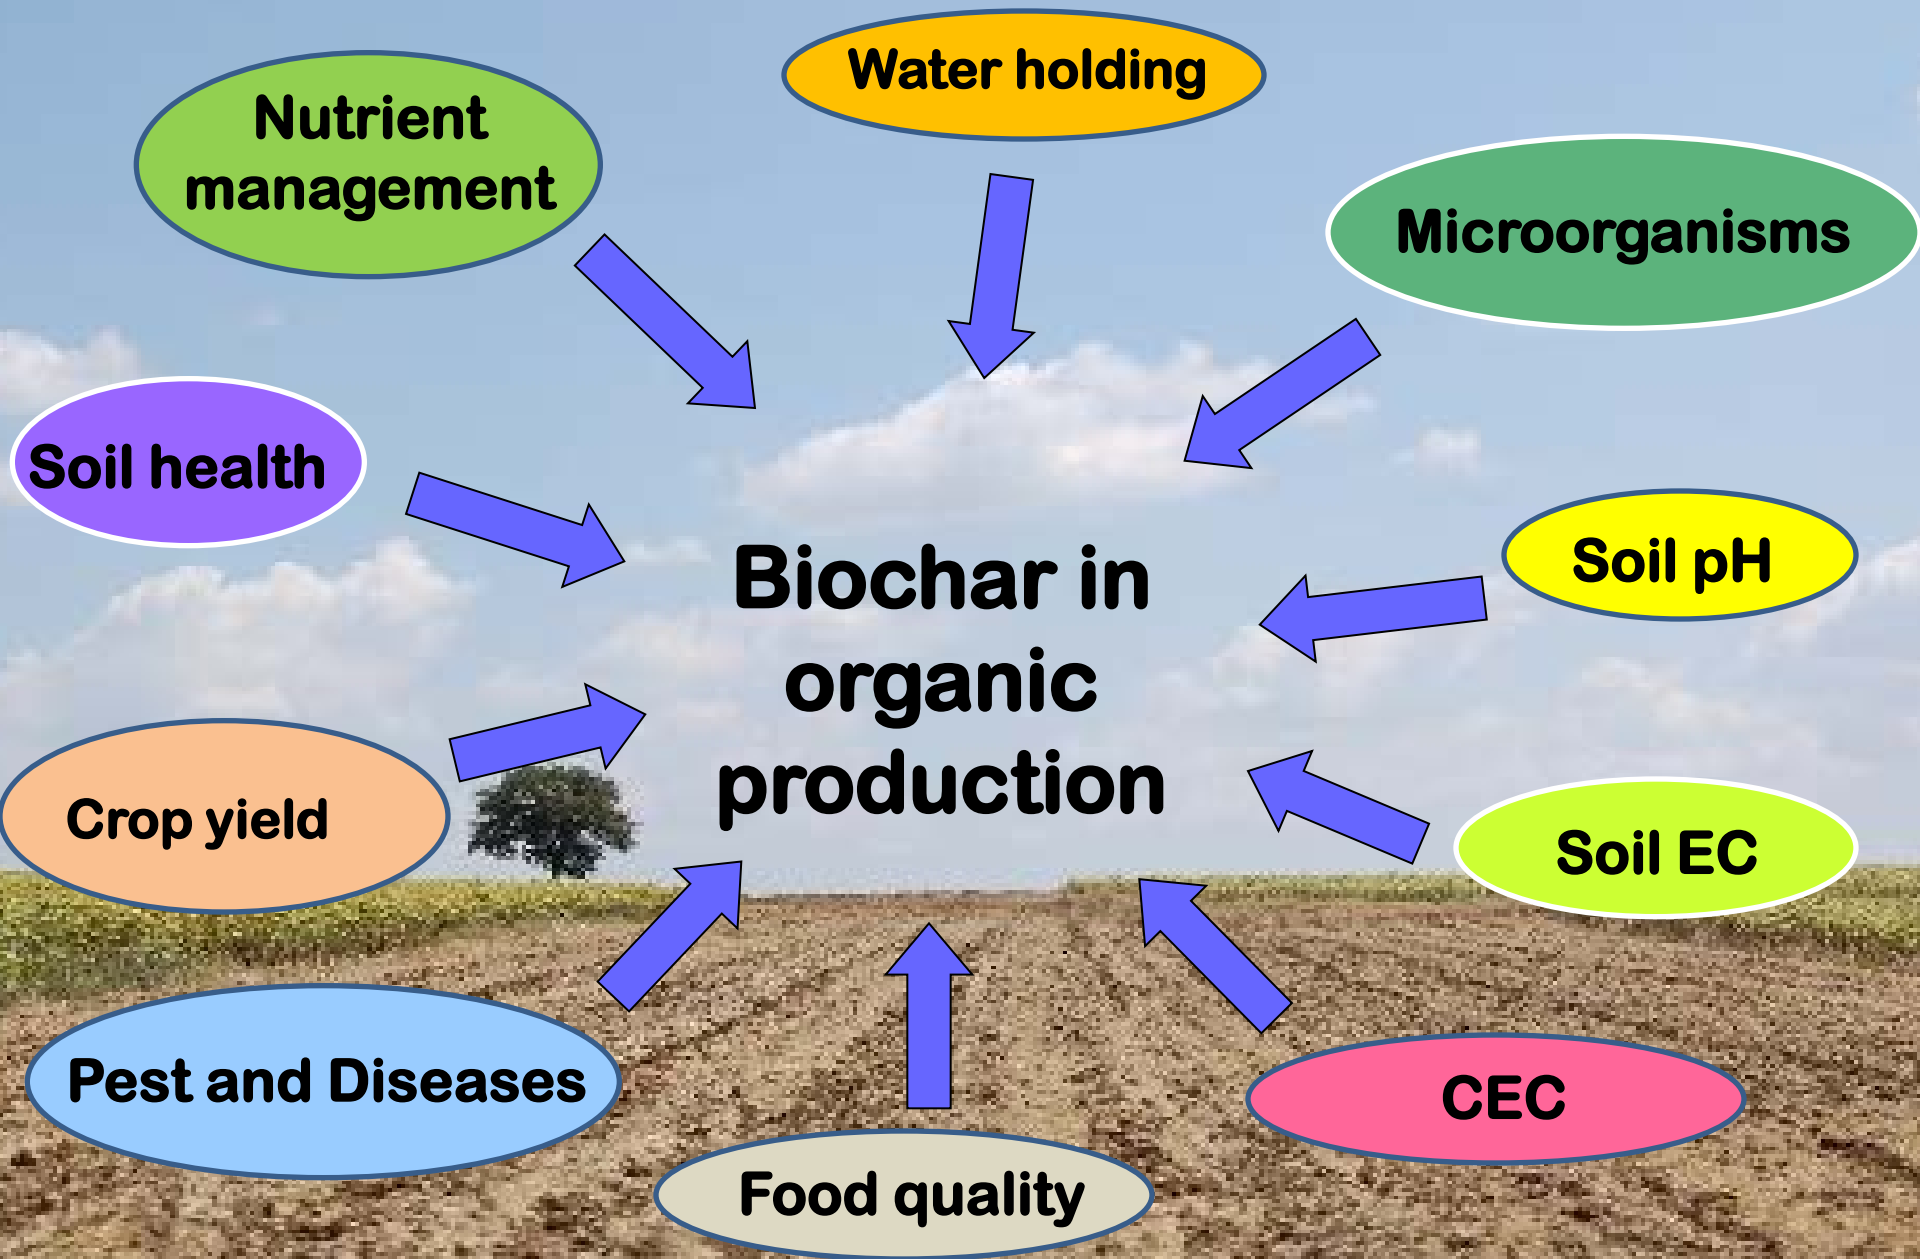 Water holding
Nutrient
management
Microorganisms
Soil health
Soil pH
Biochar in
organic
production
Crop yield
Soil EC
Pest and Diseases
CEC
Food quality